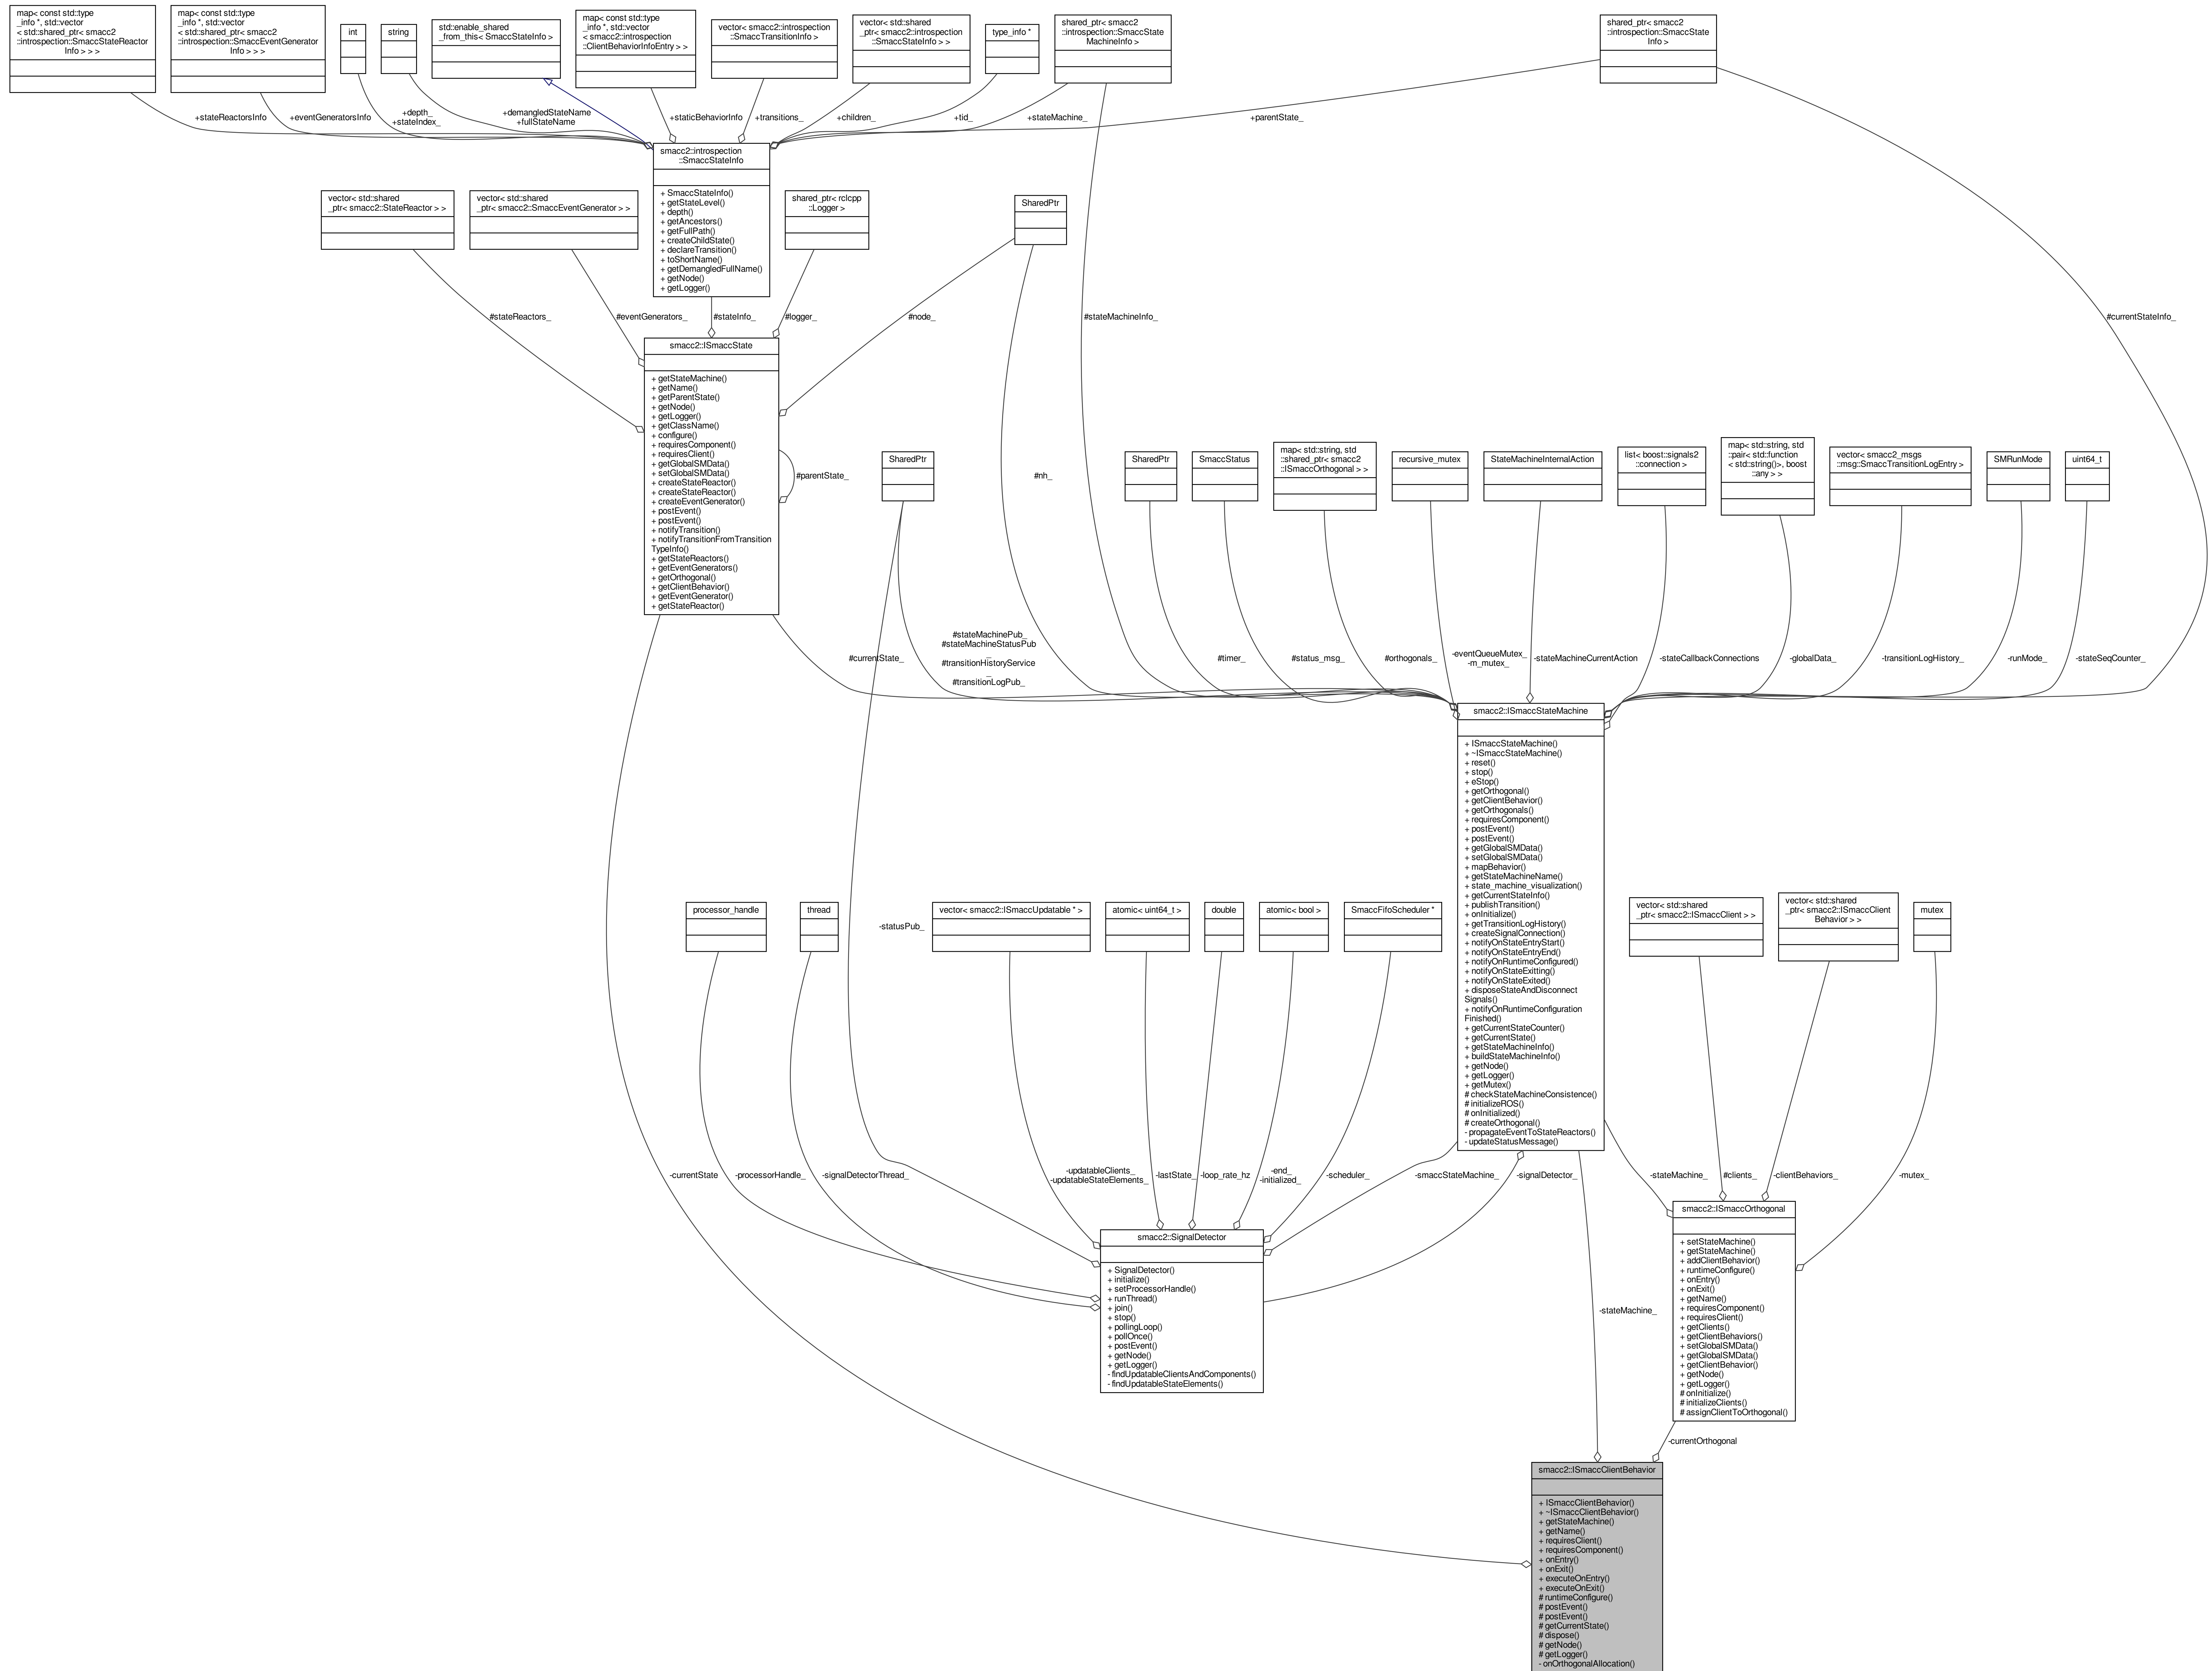 map< const std::type
_info *, std::vector
< std::shared_ptr< smacc2
::introspection::SmaccStateReactor
Info > > >
map< const std::type
_info *, std::vector
< std::shared_ptr< smacc2
::introspection::SmaccEventGenerator
Info > > >
int
string
std::enable_shared
_from_this< SmaccStateInfo >
map< const std::type
_info *, std::vector
< smacc2::introspection
::ClientBehaviorInfoEntry > >
vector< smacc2::introspection
::SmaccTransitionInfo >
vector< std::shared
_ptr< smacc2::introspection
::SmaccStateInfo > >
type_info *
shared_ptr< smacc2
::introspection::SmaccState
MachineInfo >
shared_ptr< smacc2
::introspection::SmaccState
Info >
+stateReactorsInfo
+eventGeneratorsInfo
+depth_
+stateIndex_
+demangledStateName
+fullStateName
+staticBehaviorInfo
+transitions_
+children_
+tid_
+stateMachine_
+parentState_
smacc2::introspection
::SmaccStateInfo
+ SmaccStateInfo()
+ getStateLevel()
+ depth()
+ getAncestors()
+ getFullPath()
+ createChildState()
+ declareTransition()
+ toShortName()
+ getDemangledFullName()
+ getNode()
+ getLogger()
vector< std::shared
_ptr< smacc2::StateReactor > >
vector< std::shared
_ptr< smacc2::SmaccEventGenerator > >
shared_ptr< rclcpp
::Logger >
SharedPtr
#stateReactors_
#eventGenerators_
#stateInfo_
#logger_
#node_
#stateMachineInfo_
#currentStateInfo_
smacc2::ISmaccState
+ getStateMachine()
+ getName()
+ getParentState()
+ getNode()
+ getLogger()
+ getClassName()
+ configure()
+ requiresComponent()
+ requiresClient()
+ getGlobalSMData()
+ setGlobalSMData()
+ createStateReactor()
+ createStateReactor()
+ createEventGenerator()
+ postEvent()
+ postEvent()
+ notifyTransition()
+ notifyTransitionFromTransition
TypeInfo()
+ getStateReactors()
+ getEventGenerators()
+ getOrthogonal()
+ getClientBehavior()
+ getEventGenerator()
+ getStateReactor()
#parentState_
SharedPtr
#nh_
SharedPtr
SmaccStatus
map< std::string, std
::shared_ptr< smacc2
::ISmaccOrthogonal > >
recursive_mutex
StateMachineInternalAction
list< boost::signals2
::connection >
map< std::string, std
::pair< std::function
< std::string()>, boost
::any > >
vector< smacc2_msgs
::msg::SmaccTransitionLogEntry >
SMRunMode
uint64_t
#currentState_
#stateMachinePub_
#stateMachineStatusPub
_
#transitionHistoryService
_
#transitionLogPub_
#timer_
#status_msg_
#orthogonals_
-eventQueueMutex_
-m_mutex_
-stateMachineCurrentAction
-stateCallbackConnections
-globalData_
-transitionLogHistory_
-runMode_
-stateSeqCounter_
smacc2::ISmaccStateMachine
+ ISmaccStateMachine()
+ ~ISmaccStateMachine()
+ reset()
+ stop()
+ eStop()
+ getOrthogonal()
+ getClientBehavior()
+ getOrthogonals()
+ requiresComponent()
+ postEvent()
+ postEvent()
+ getGlobalSMData()
+ setGlobalSMData()
+ mapBehavior()
+ getStateMachineName()
+ state_machine_visualization()
+ getCurrentStateInfo()
+ publishTransition()
+ onInitialize()
+ getTransitionLogHistory()
+ createSignalConnection()
+ notifyOnStateEntryStart()
+ notifyOnStateEntryEnd()
+ notifyOnRuntimeConfigured()
+ notifyOnStateExitting()
+ notifyOnStateExited()
+ disposeStateAndDisconnect
Signals()
+ notifyOnRuntimeConfiguration
Finished()
+ getCurrentStateCounter()
+ getCurrentState()
+ getStateMachineInfo()
+ buildStateMachineInfo()
+ getNode()
+ getLogger()
+ getMutex()
# checkStateMachineConsistence()
# initializeROS()
# onInitialized()
# createOrthogonal()
- propagateEventToStateReactors()
- updateStatusMessage()
processor_handle
thread
-statusPub_
vector< smacc2::ISmaccUpdatable * >
atomic< uint64_t >
double
atomic< bool >
SmaccFifoScheduler *
vector< std::shared
_ptr< smacc2::ISmaccClient > >
vector< std::shared
_ptr< smacc2::ISmaccClient
Behavior > >
mutex
-currentState
-processorHandle_
-signalDetectorThread_
-updatableClients_
-updatableStateElements_
-lastState_
-loop_rate_hz
-end_
-initialized_
-scheduler_
-smaccStateMachine_
-signalDetector_
-stateMachine_
#clients_
-clientBehaviors_
-mutex_
smacc2::SignalDetector
+ SignalDetector()
+ initialize()
+ setProcessorHandle()
+ runThread()
+ join()
+ stop()
+ pollingLoop()
+ pollOnce()
+ postEvent()
+ getNode()
+ getLogger()
- findUpdatableClientsAndComponents()
- findUpdatableStateElements()
smacc2::ISmaccOrthogonal
+ setStateMachine()
+ getStateMachine()
+ addClientBehavior()
+ runtimeConfigure()
+ onEntry()
+ onExit()
+ getName()
+ requiresComponent()
+ requiresClient()
+ getClients()
+ getClientBehaviors()
+ setGlobalSMData()
+ getGlobalSMData()
+ getClientBehavior()
+ getNode()
+ getLogger()
# onInitialize()
# initializeClients()
# assignClientToOrthogonal()
-stateMachine_
-currentOrthogonal
smacc2::ISmaccClientBehavior
+ ISmaccClientBehavior()
+ ~ISmaccClientBehavior()
+ getStateMachine()
+ getName()
+ requiresClient()
+ requiresComponent()
+ onEntry()
+ onExit()
+ executeOnEntry()
+ executeOnExit()
# runtimeConfigure()
# postEvent()
# postEvent()
# getCurrentState()
# dispose()
# getNode()
# getLogger()
- onOrthogonalAllocation()